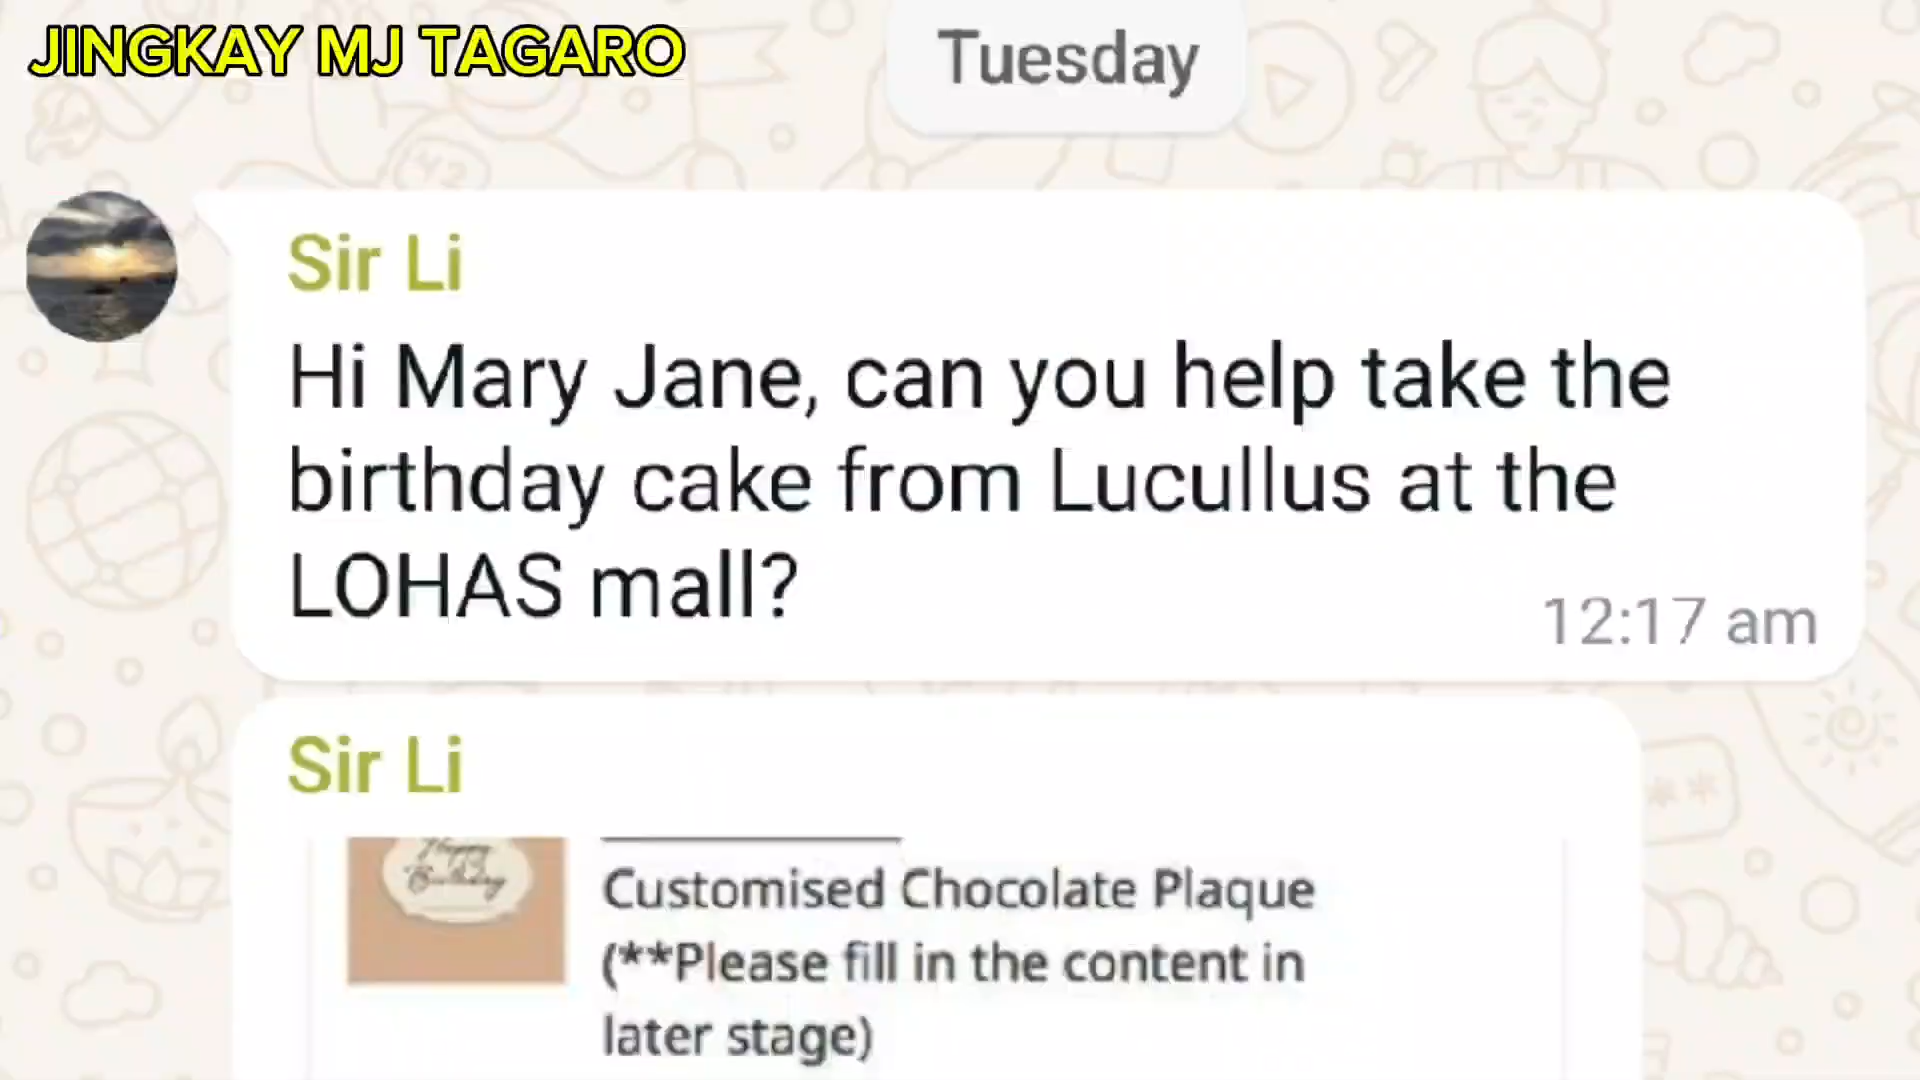 JINGKAY MJ TAGARO
Tuesday
Sir Li
Hi Mary Jane, can you help take the
birthday cake from Lucullus at the
LOHAS mall?
12:17 am
Sir Li
Happy
Birthday
Customised Chocolate Plaque
(**Please fill in the content in
later stage)